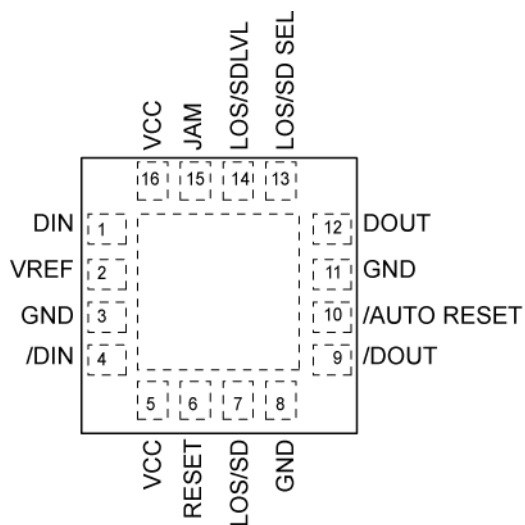 VCC
JAM
LOS/SDLVL
LOS/SD SEL
16
15
14
13
DIN 1
12 DOUT
VREF 2
11 GND
GND 3
10 /AUTO RESET
/DIN 4
9 /DOUT
5
6
7
8
VCC
RESET
LOS/SD
GND